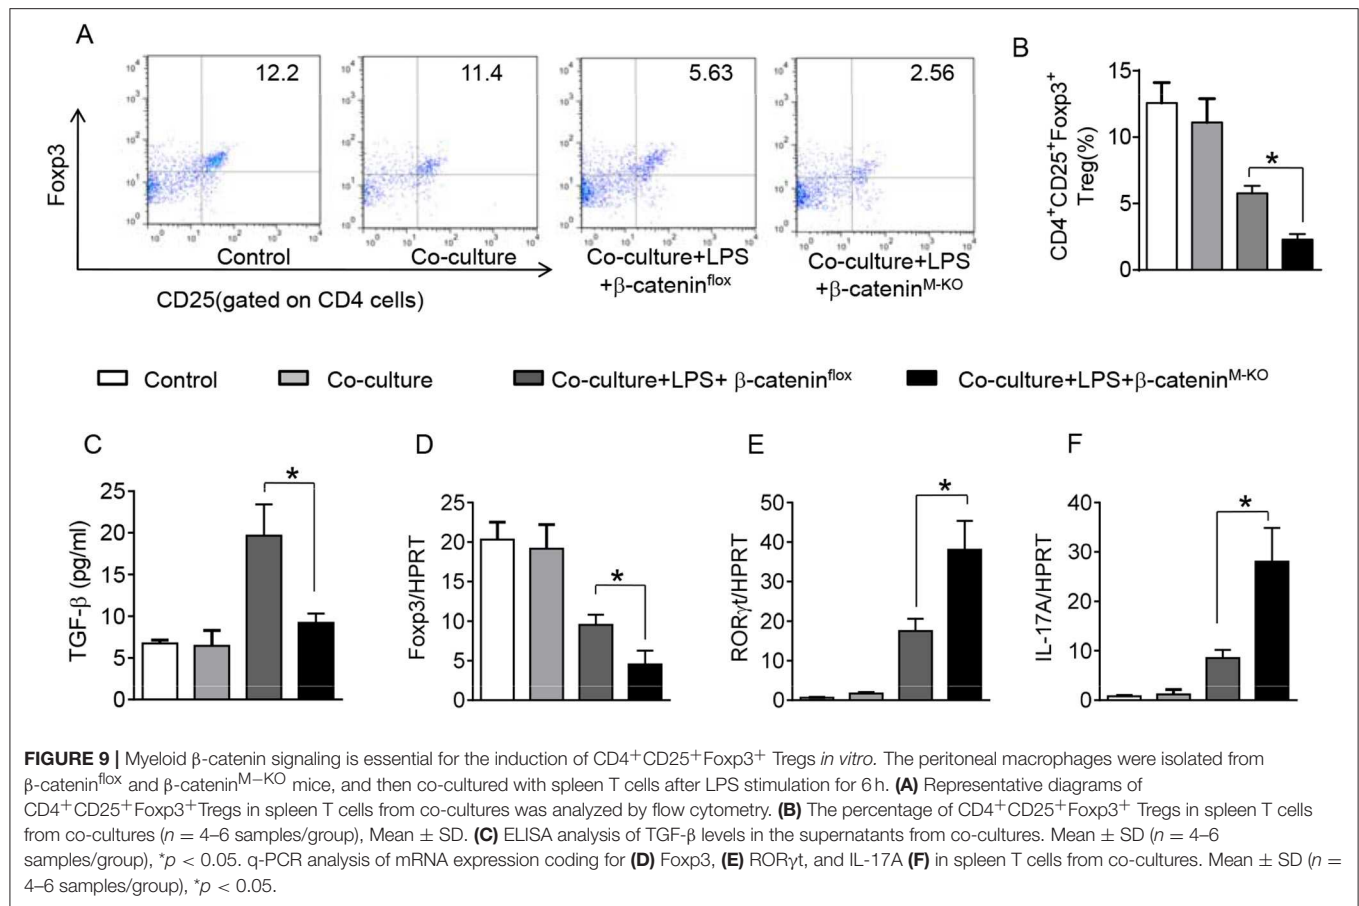 A
12.2
11.4
5.63
2.56
10⁴
10³
10²
10¹
10⁰
10⁰ 10¹ 10² 10³ 10⁴
Foxp3
Control
Co-culture
Co-culture+LPS
+β-catenin^flox
Co-culture+LPS
+β-catenin^M-KO
CD25(gated on CD4 cells)
B
CD4⁺CD25⁺Foxp3⁺
Treg(%)
15
10
5
0
*
Control
Co-culture
Co-culture+LPS+ β-catenin^flox
Co-culture+LPS+β-catenin^M-KO
C
TGF-β (pg/ml)
25
20
15
10
5
0
*
D
Foxp3/HPRT
25
20
15
10
5
0
*
E
RORγt/HPRT
50
40
30
20
10
0
*
F
IL-17A/HPRT
40
30
20
10
0
*
FIGURE 9 | Myeloid β-catenin signaling is essential for the induction of CD4+CD25+Foxp3+ Tregs in vitro. The peritoneal macrophages were isolated from
β-catenin^flox and β-catenin^M−KO mice, and then co-cultured with spleen T cells after LPS stimulation for 6 h. (A) Representative diagrams of
CD4+CD25+Foxp3+Tregs in spleen T cells from co-cultures was analyzed by flow cytometry. (B) The percentage of CD4+CD25+Foxp3+ Tregs in spleen T cells
from co-cultures (n = 4–6 samples/group), Mean ± SD. (C) ELISA analysis of TGF-β levels in the supernatants from co-cultures. Mean ± SD (n = 4–6
samples/group), *p < 0.05. q-PCR analysis of mRNA expression coding for (D) Foxp3, (E) RORγt, and IL-17A (F) in spleen T cells from co-cultures. Mean ± SD (n =
4–6 samples/group), *p < 0.05.